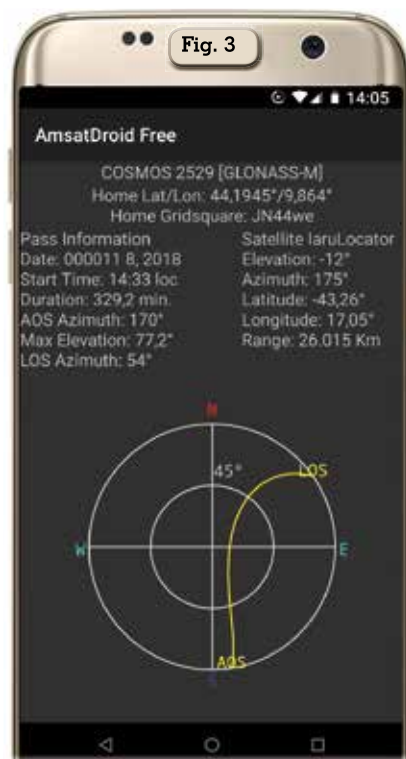 Fig. 3
14:05
AmsatDroid Free
COSMOS 2529 [GLONASS-M]
Home Lat/Lon: 44,1945°/9,864°
Home Gridsquare: JN44we
Pass Information
Date: 000011 8, 2018
Start Time: 14:33 loc
Duration: 329,2 min.
AOS Azimuth: 170°
Max Elevation: 77,2°
LOS Azimuth: 54°
Satellite IaruLocator
Elevation: -12°
Azimuth: 175°
Latitude: -43,26°
Longitude: 17,05°
Range: 26.015 Km
N
45°
LOS
W
E
AOS